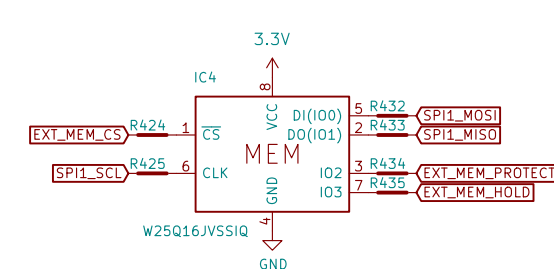 3.3V
IC4
8
VCC
R424
EXT_MEM_CS
1
CS
R425
SPI1_SCL
6
CLK
MEM
DI(IO0)
5
R432
SPI1_MOSI
DO(IO1)
2
R433
SPI1_MISO
IO2
3
R434
EXT_MEM_PROTECT
IO3
7
R435
EXT_MEM_HOLD
GND
4
W25Q16JVSSIQ
GND